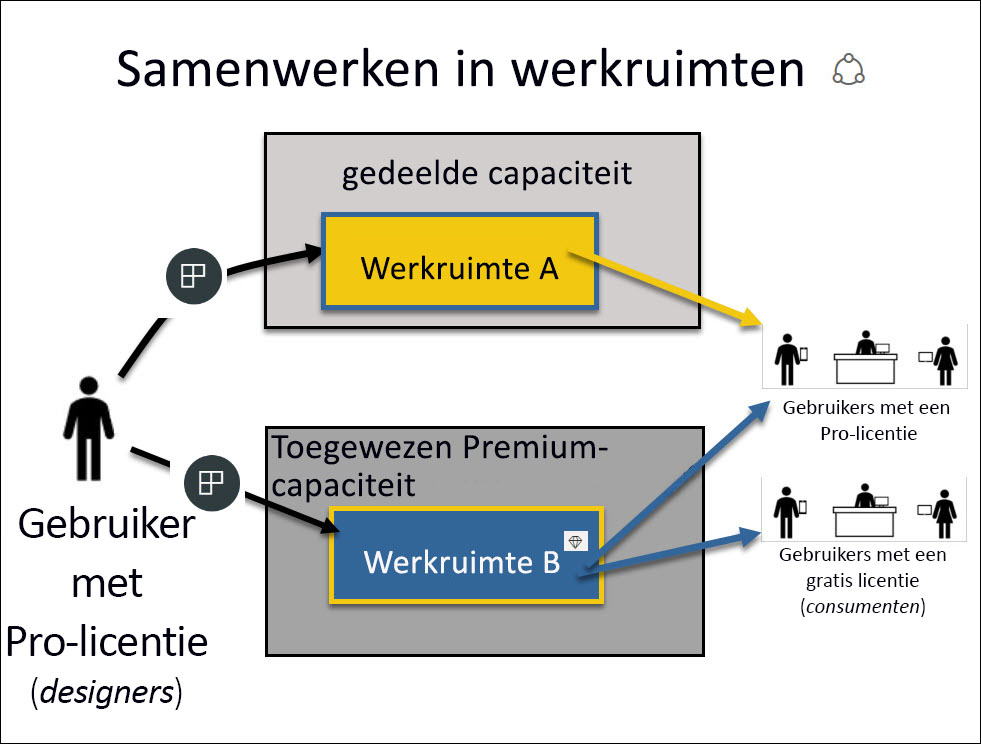 Samenwerken in werkruimten
gedeelde capaciteit
Werkruimte A
Gebruikers met een
Pro-licentie
Toegewezen Premium-
capaciteit
Werkruimte B
Gebruiker
met
Pro-licentie
(designers)
Gebruikers met een
gratis licentie
(consumenten)